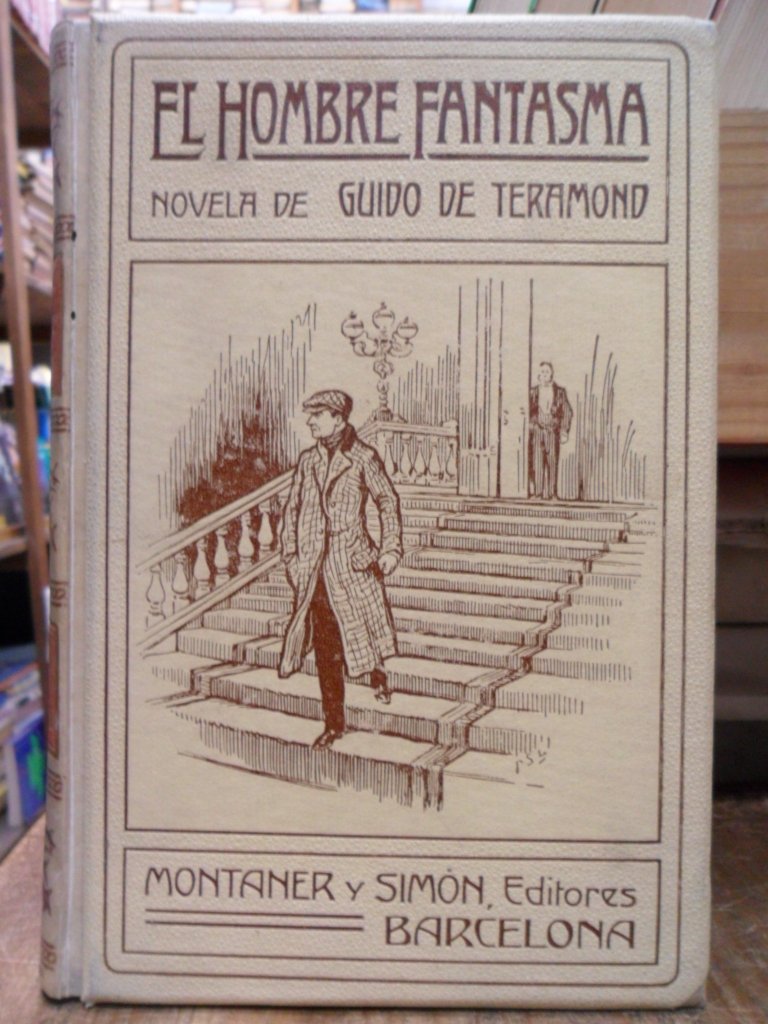 EL HOMBRE FANTASMA
NOVELA DE GUIDO DE TERAMOND
MONTANER Y SIMÓN, Editores
BARCELONA